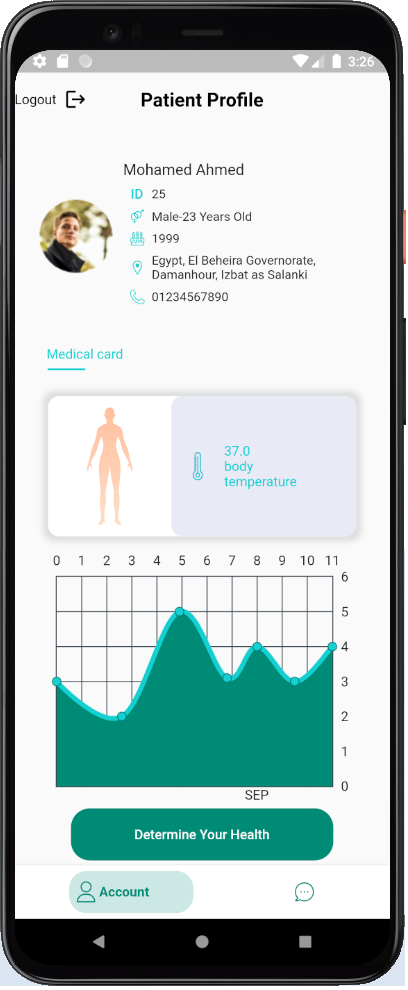 3:26
Logout
Patient Profile
Mohamed Ahmed
ID 25
Male-23 Years Old
1999
Egypt, El Beheira Governorate,
Damanhour, Izbat as Salanki
01234567890
Medical card
37.0
body
temperature
0 1 2 3 4 5 6 7 8 9 10 11
6
5
4
3
2
1
0
SEP
Determine Your Health
Account